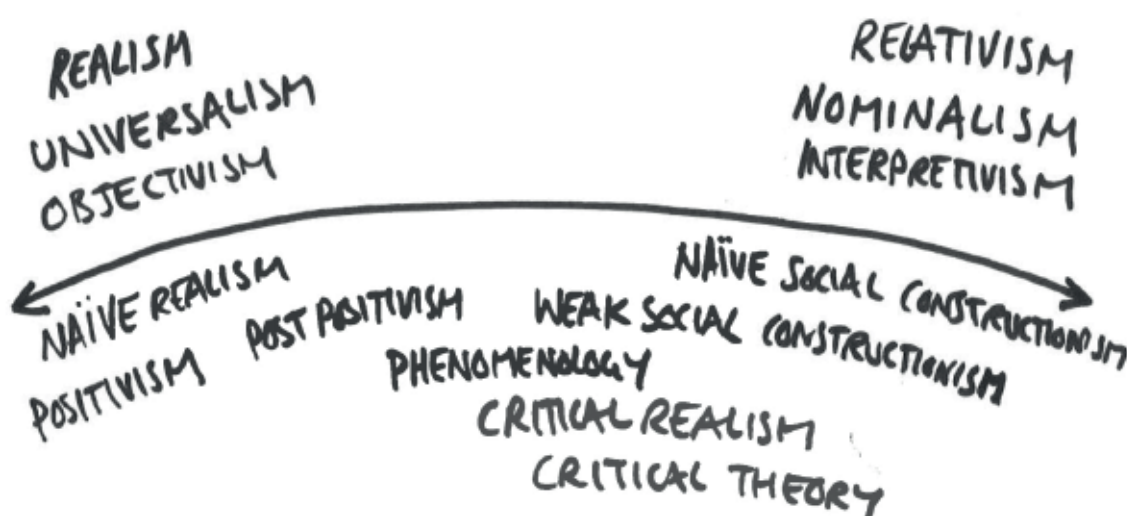 REALISM
UNIVERSALISM
OBJECTIVISM
RELATIVISM
NOMINALISM
INTERPRETIVISM
NAÏVE REALISM
POSITIVISM
POST POSITIVISM
PHENOMENOLOGY
CRITICAL REALISM
CRITICAL THEORY
WEAK SOCIAL CONSTRUCTIONISM
NAÏVE SOCIAL CONSTRUCTIONISM